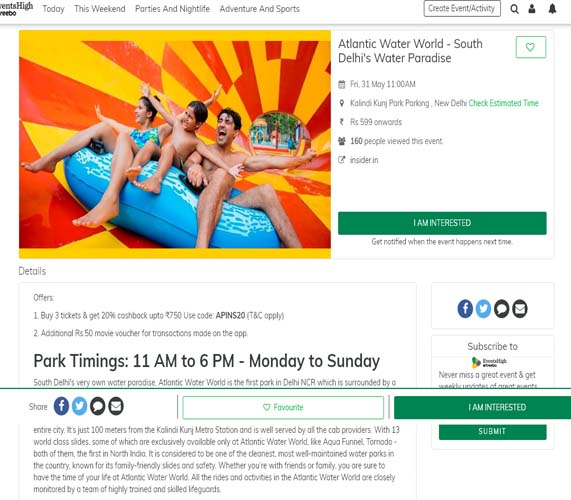 EventsHigh
Today This Weekend Parties And Nightlife Adventure And Sports Create Event/Activity
Atlantic Water World - South
Delhi's Water Paradise
Fri, 31 May 11:00AM
Kalindi Kunj Park Parking , New Delhi Check Estimated Time
₹ Rs 599 onwards
160 people viewed this event.
insider.in
I AM INTERESTED
Get notified when the event happens next time.
Details
Offers:
1. Buy 3 tickets & get 20% cashback upto ₹750 Use code: APINS20 (T&C apply)
2. Additional Rs.50 movie voucher for transactions made on the app.
Park Timings: 11 AM to 6 PM - Monday to Sunday
South Delhi's very own water paradise, Atlantic Water World is the first park in Delhi NCR which is surrounded by a
Subscribe to
EventsHigh
Never miss a great event & get
weekly updates of great events
Share Favourite I AM INTERESTED
entire city. It's just 100 meters from the Kalindi Kunj Metro Station and is well served by all the cab providers. With 13
world class slides, some of which are exclusively available only at Atlantic Water World, like Aqua Funnel, Tornado -
both of them, the first in North India. It is considered to be one of the cleanest, most well-maintained water parks in
the country, known for its family-friendly slides and safety. Whether you're with friends or family, you are sure to
have the time of your life at Atlantic Water World. All the rides and activities in the Atlantic Water World are closely
monitored by a team of highly trained and skilled lifeguards.
SUBMIT